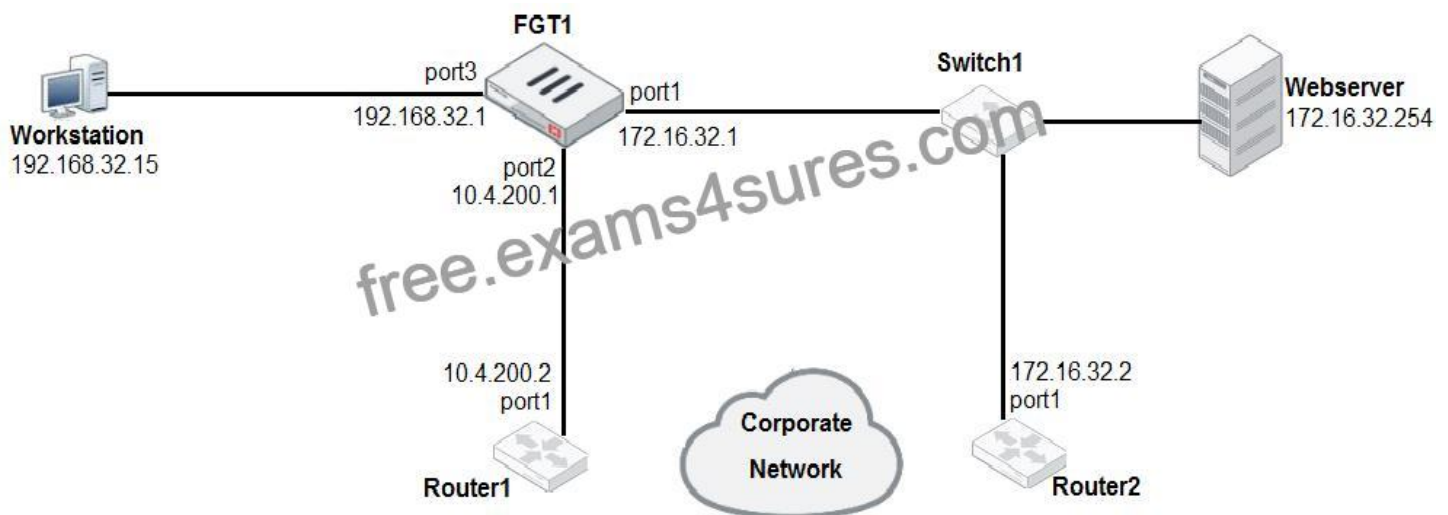 FGT1
Switch1
port3
port1
Webserver
192.168.32.1
172.16.32.1
172.16.32.254
Workstation
192.168.32.15
port2
10.4.200.1
free.exams4sures.com
10.4.200.2
port1
172.16.32.2
port1
Corporate
Network
Router1
Router2